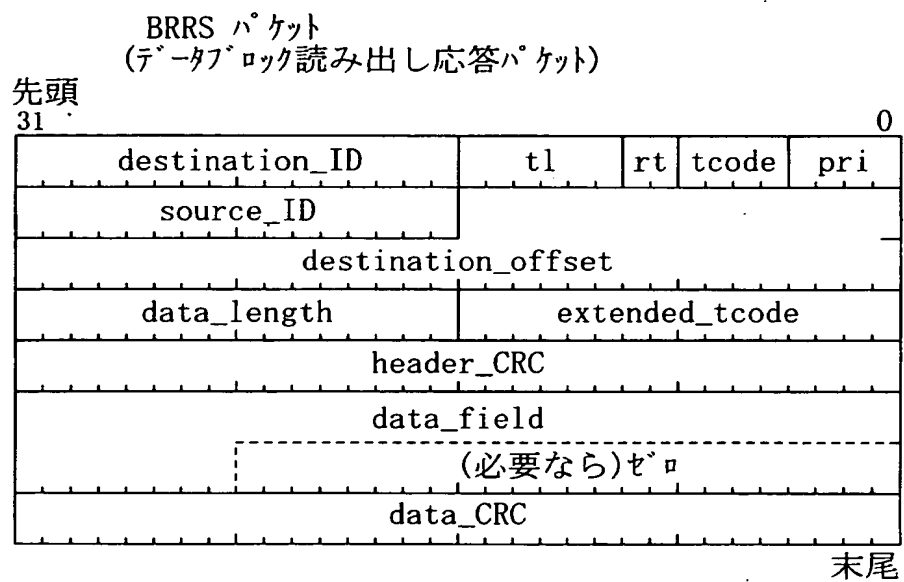 BRRS パケット
(データブロック読み出し応答パケット)
先頭
31 0
destination_ID tl rt tcode pri
source_ID
destination_offset
data_length extended_tcode
header_CRC
data_field
(必要なら)ゼロ
data_CRC
末尾